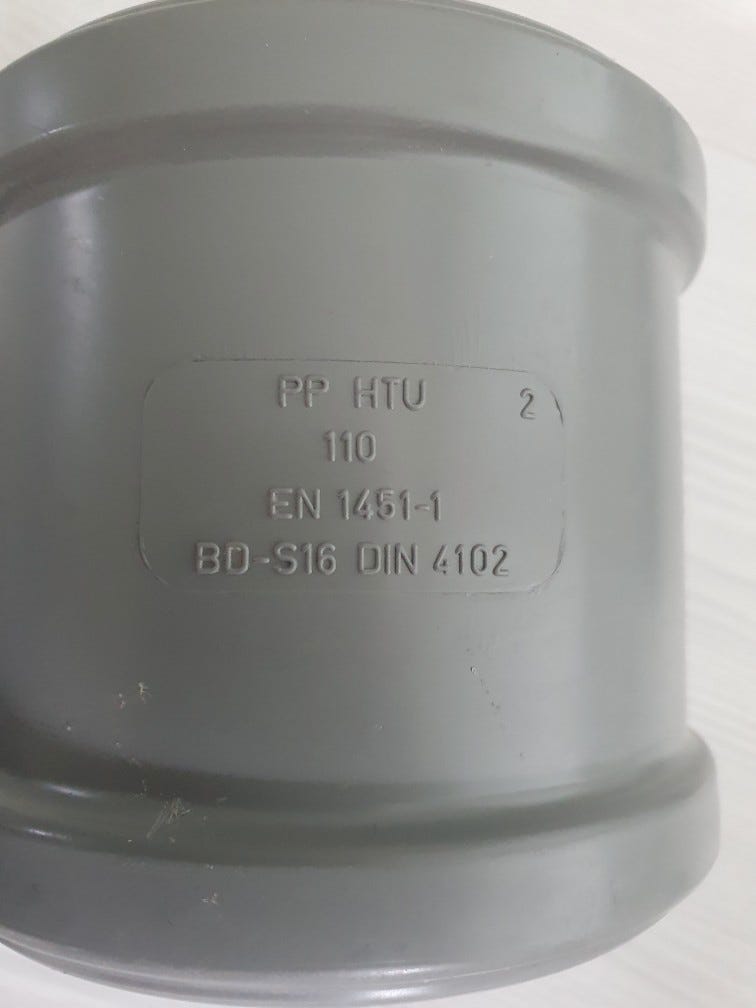 PP HTU 2
110
EN 1451-1
BD-S16 DIN 4102